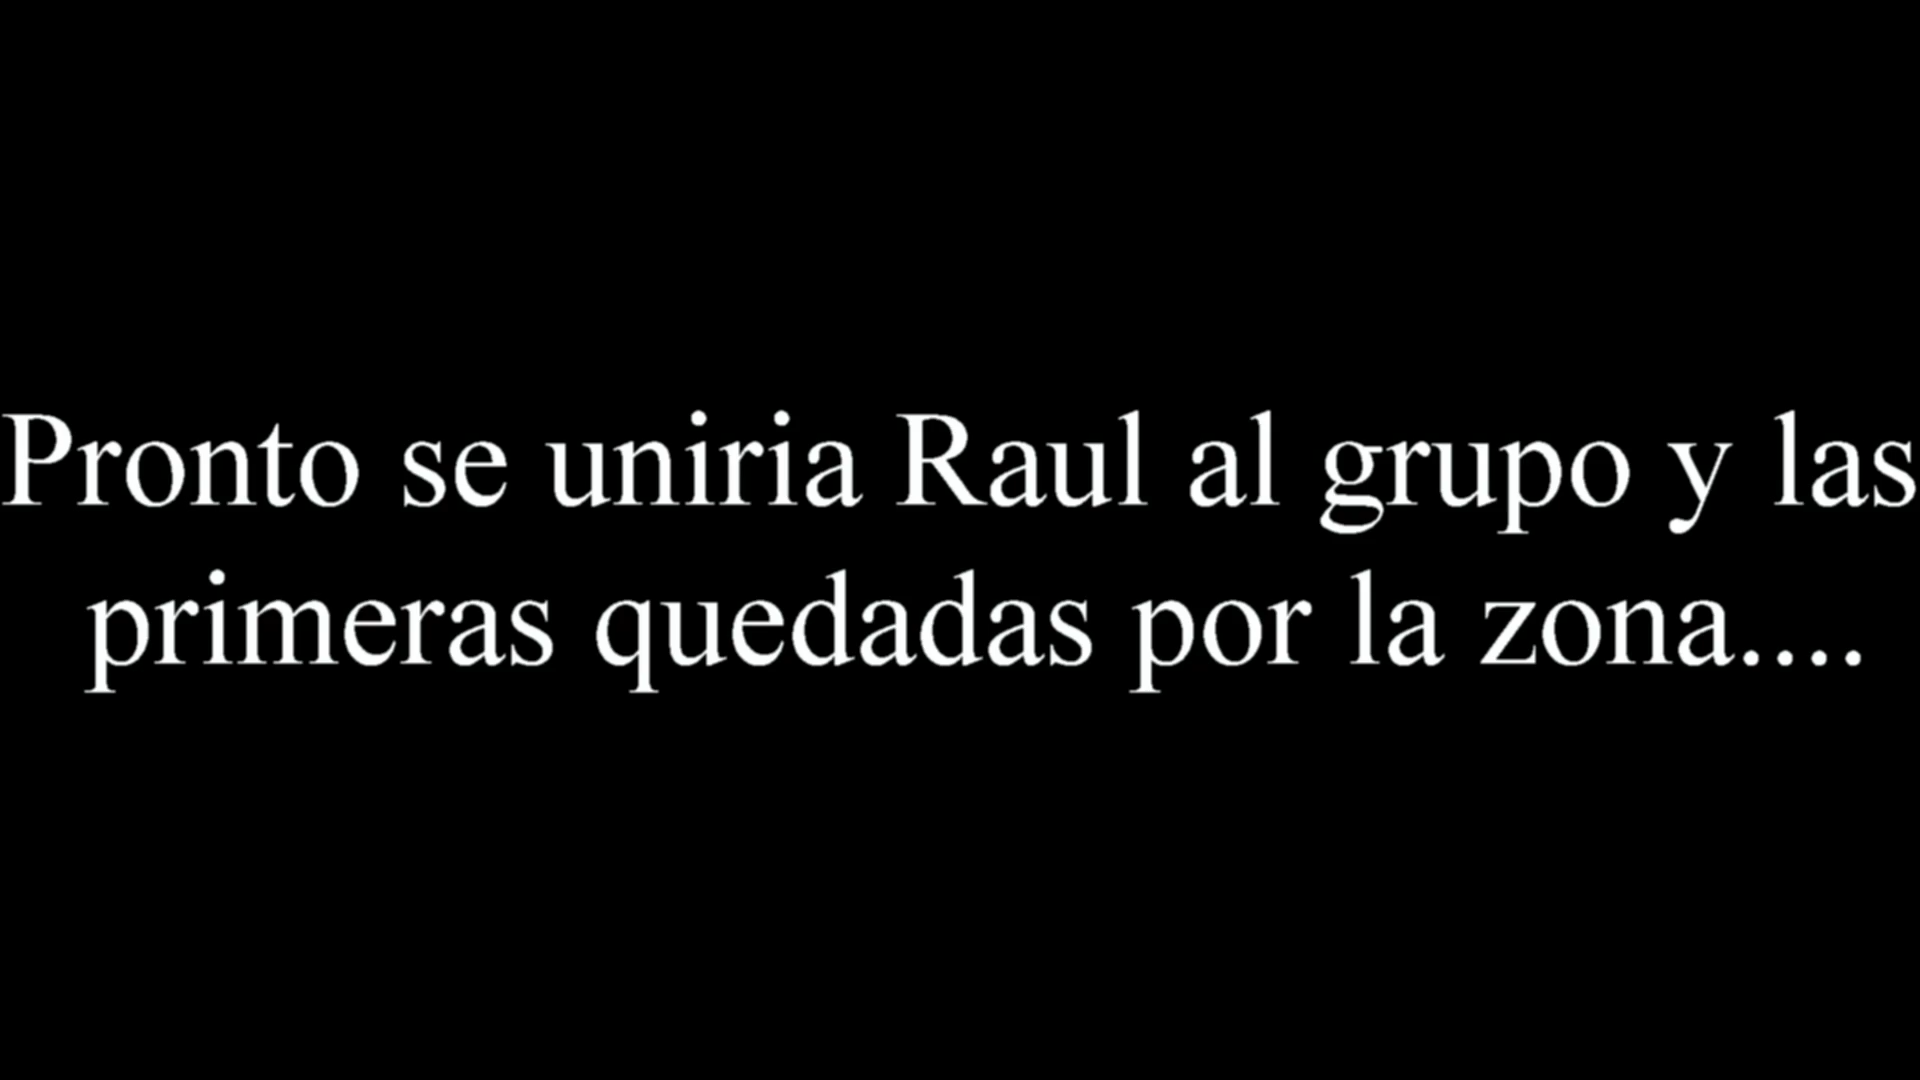 Pronto se uniria Raul al grupo y las
primeras quedadas por la zona....